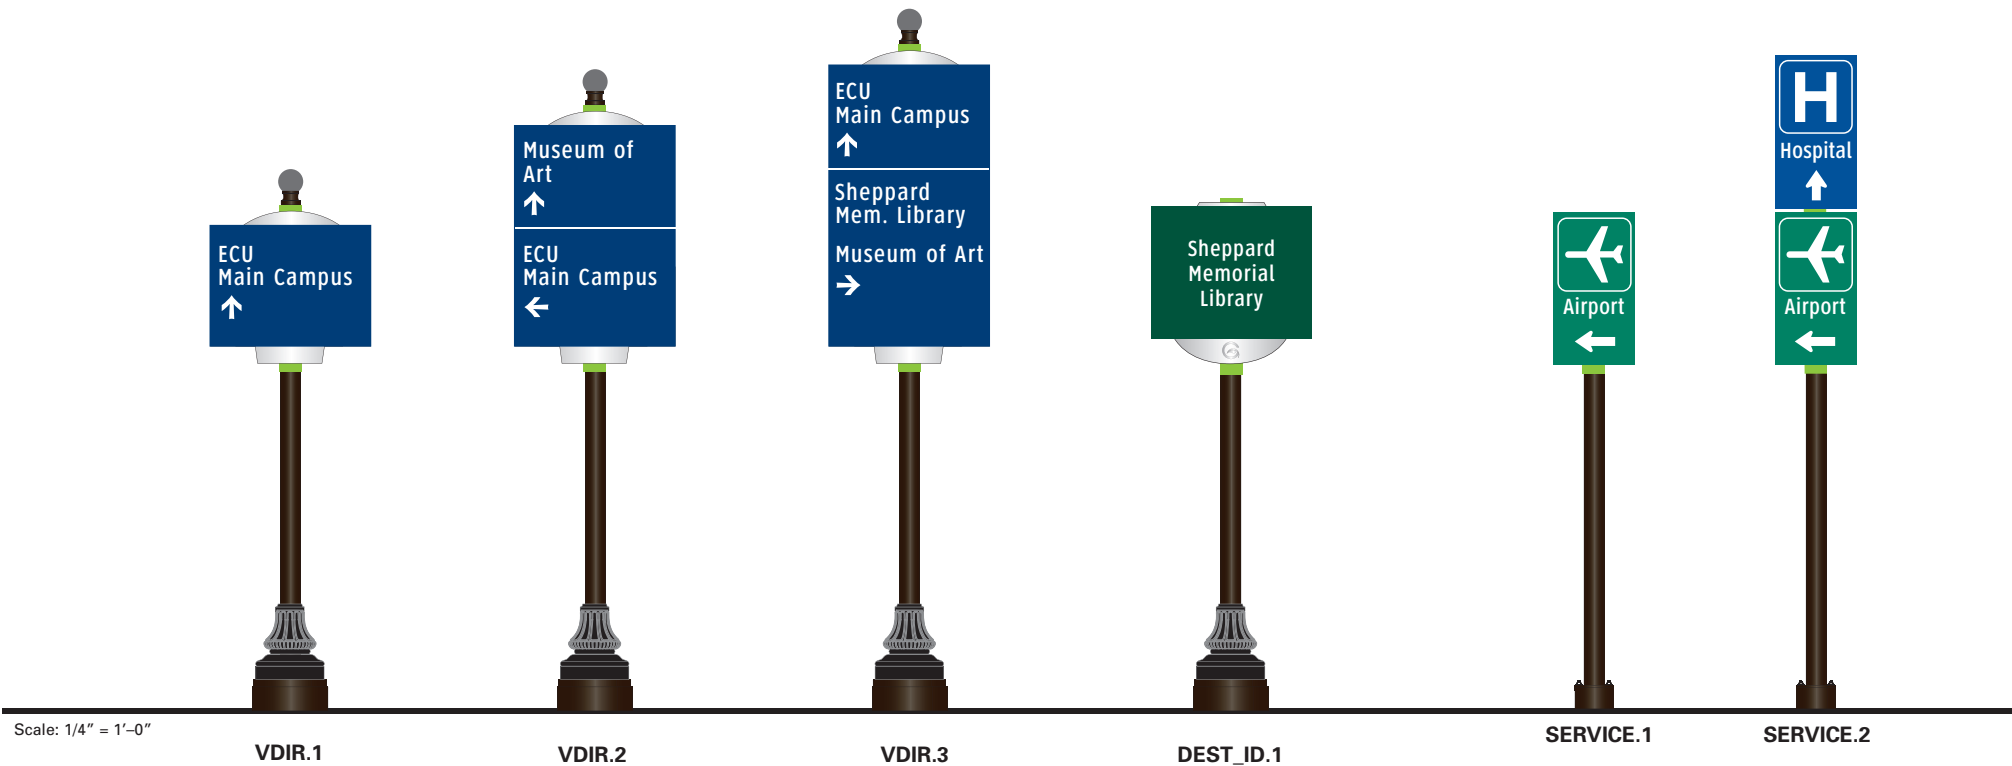 ECU
Main Campus
Museum of
Art
ECU
Main Campus
ECU
Main Campus
Sheppard
Mem. Library
Museum of Art
Sheppard
Memorial
Library
G
Airport
H
Hospital
Airport
Scale: 1/4” = 1’–0”
VDIR.1
VDIR.2
VDIR.3
DEST_ID.1
SERVICE.1
SERVICE.2